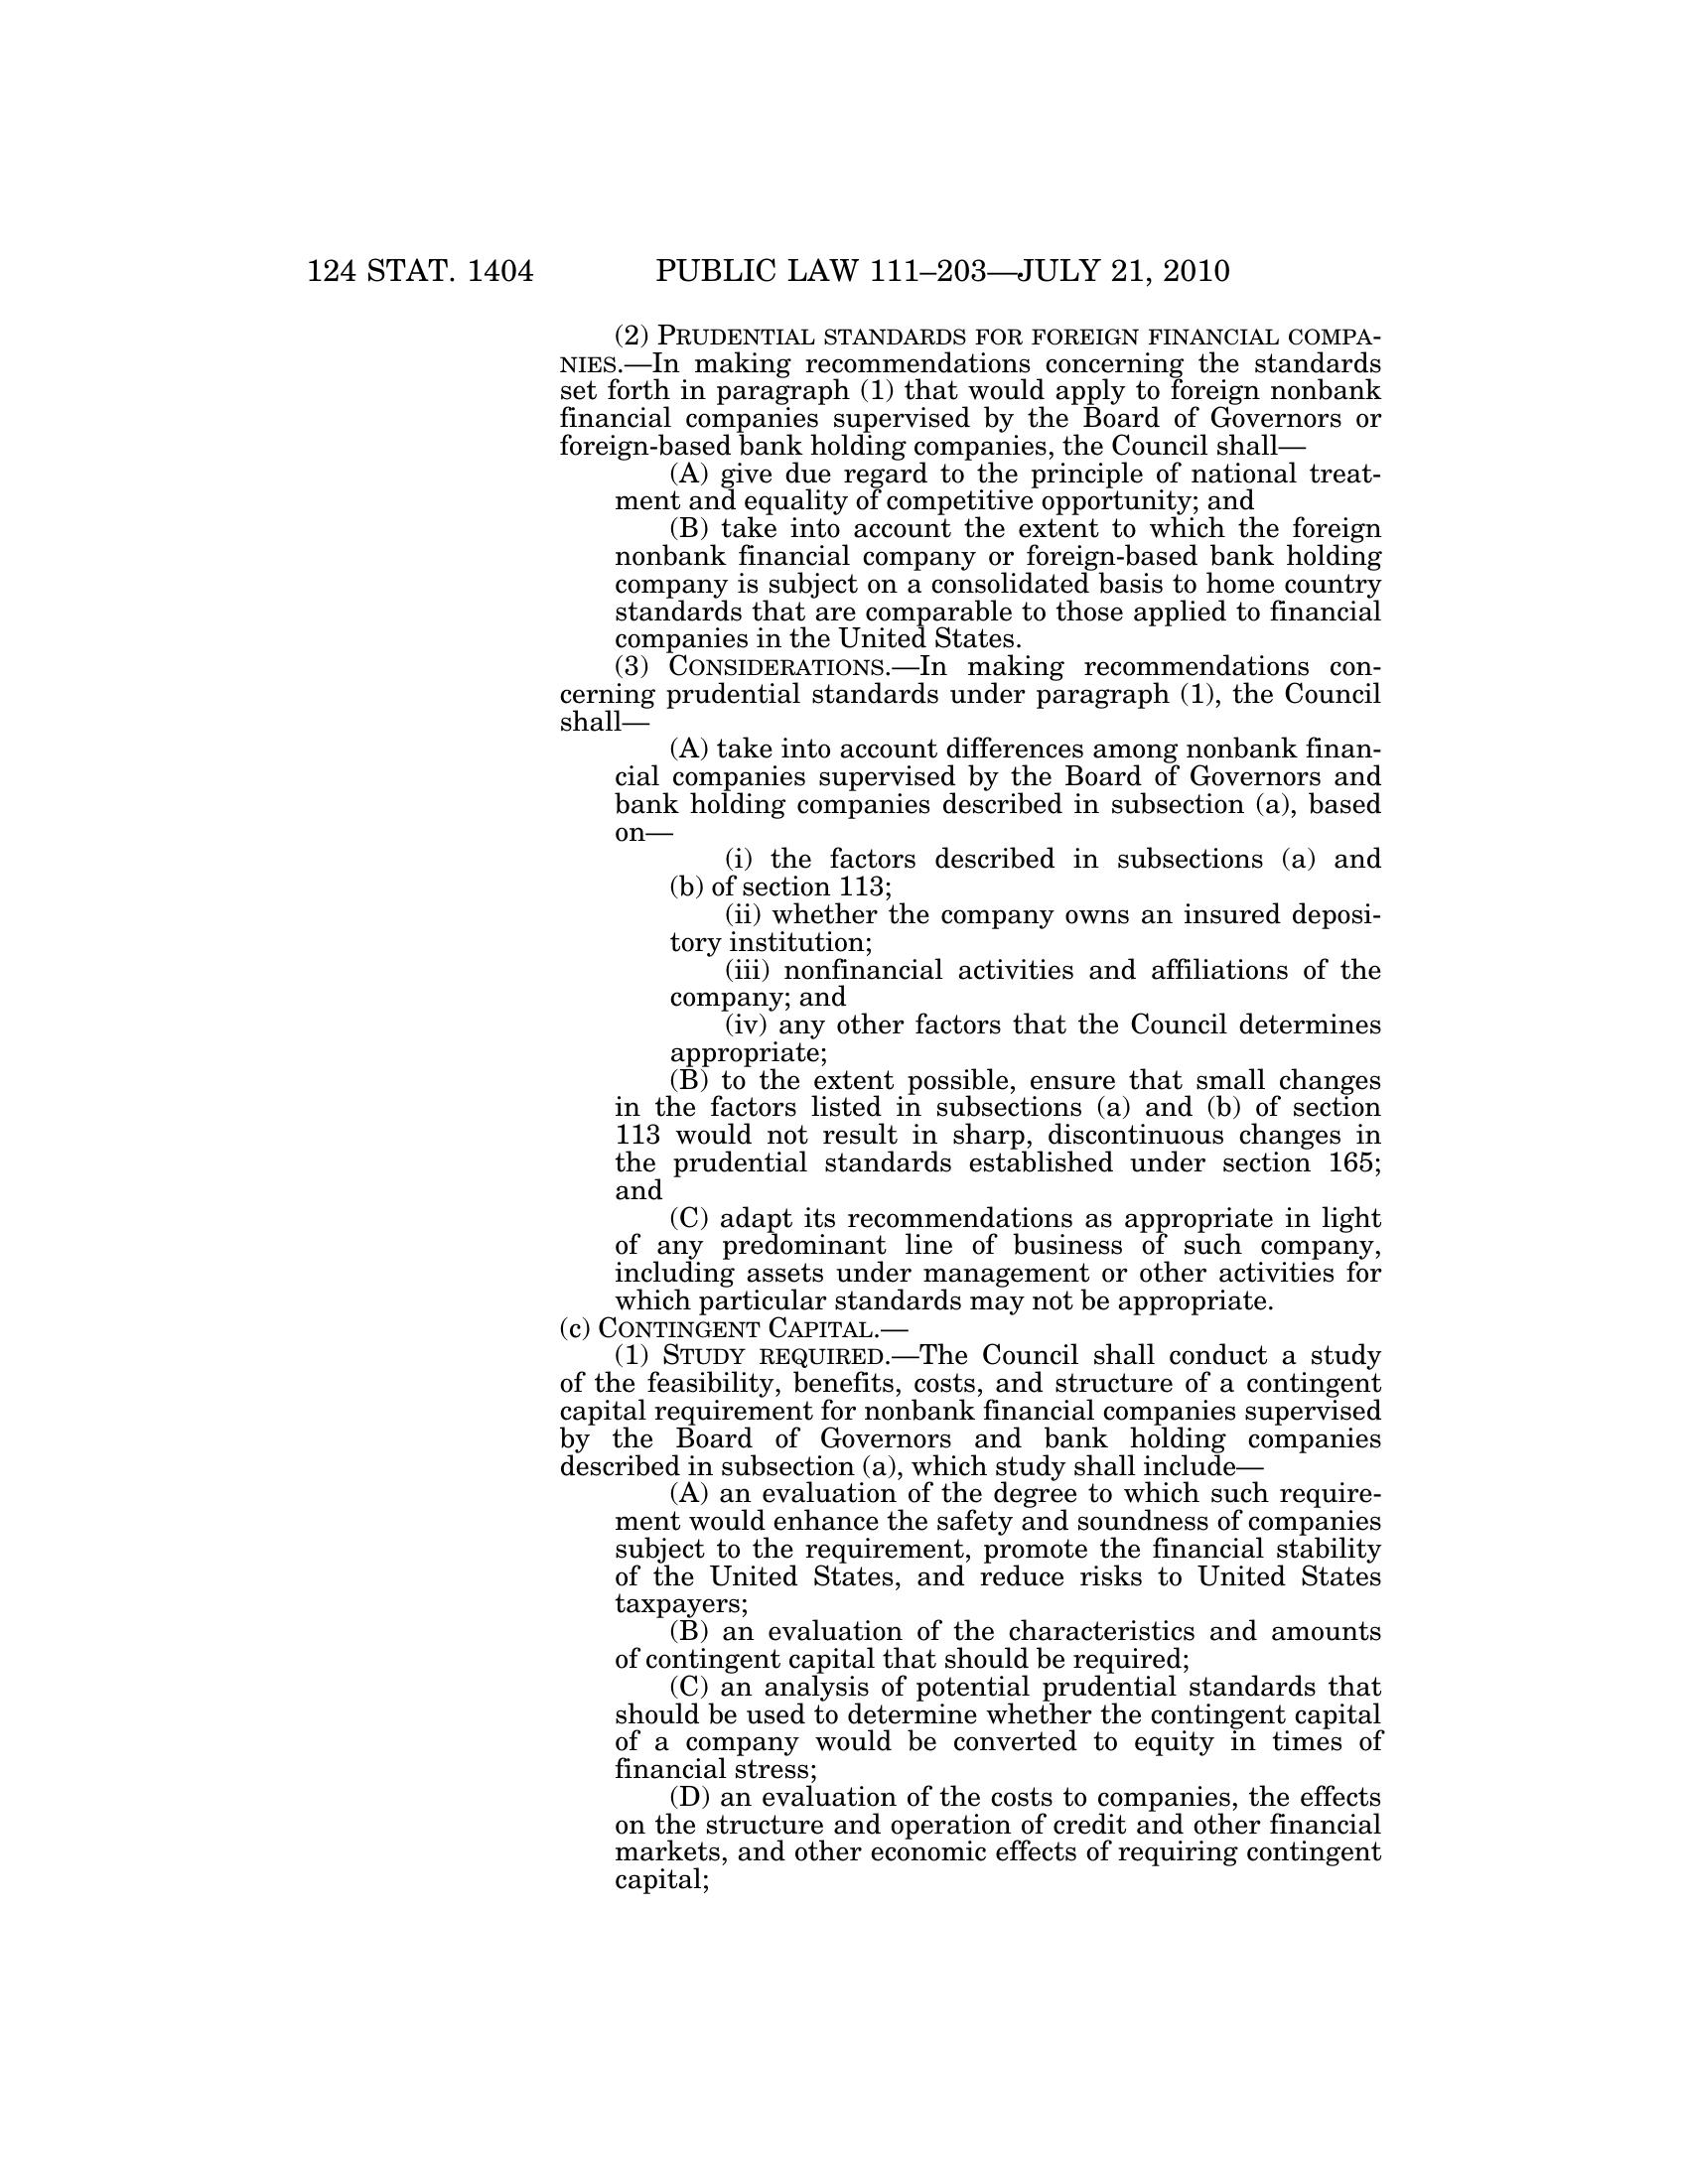 124 STAT. 1404 PUBLIC LAW 111–203—JULY 21, 2010
(2) PRUDENTIAL STANDARDS FOR FOREIGN FINANCIAL COMPA-
NIES.—In making recommendations concerning the standards
set forth in paragraph (1) that would apply to foreign nonbank
financial companies supervised by the Board of Governors or
foreign-based bank holding companies, the Council shall—
(A) give due regard to the principle of national treat-
ment and equality of competitive opportunity; and
(B) take into account the extent to which the foreign
nonbank financial company or foreign-based bank holding
company is subject on a consolidated basis to home country
standards that are comparable to those applied to financial
companies in the United States.
(3) CONSIDERATIONS.—In making recommendations con-
cerning prudential standards under paragraph (1), the Council
shall—
(A) take into account differences among nonbank finan-
cial companies supervised by the Board of Governors and
bank holding companies described in subsection (a), based
on—
(i) the factors described in subsections (a) and
(b) of section 113;
(ii) whether the company owns an insured deposi-
tory institution;
(iii) nonfinancial activities and affiliations of the
company; and
(iv) any other factors that the Council determines
appropriate;
(B) to the extent possible, ensure that small changes
in the factors listed in subsections (a) and (b) of section
113 would not result in sharp, discontinuous changes in
the prudential standards established under section 165;
and
(C) adapt its recommendations as appropriate in light
of any predominant line of business of such company,
including assets under management or other activities for
which particular standards may not be appropriate.
(c) CONTINGENT CAPITAL.—
(1) STUDY REQUIRED.—The Council shall conduct a study
of the feasibility, benefits, costs, and structure of a contingent
capital requirement for nonbank financial companies supervised
by the Board of Governors and bank holding companies
described in subsection (a), which study shall include—
(A) an evaluation of the degree to which such require-
ment would enhance the safety and soundness of companies
subject to the requirement, promote the financial stability
of the United States, and reduce risks to United States
taxpayers;
(B) an evaluation of the characteristics and amounts
of contingent capital that should be required;
(C) an analysis of potential prudential standards that
should be used to determine whether the contingent capital
of a company would be converted to equity in times of
financial stress;
(D) an evaluation of the costs to companies, the effects
on the structure and operation of credit and other financial
markets, and other economic effects of requiring contingent
capital;